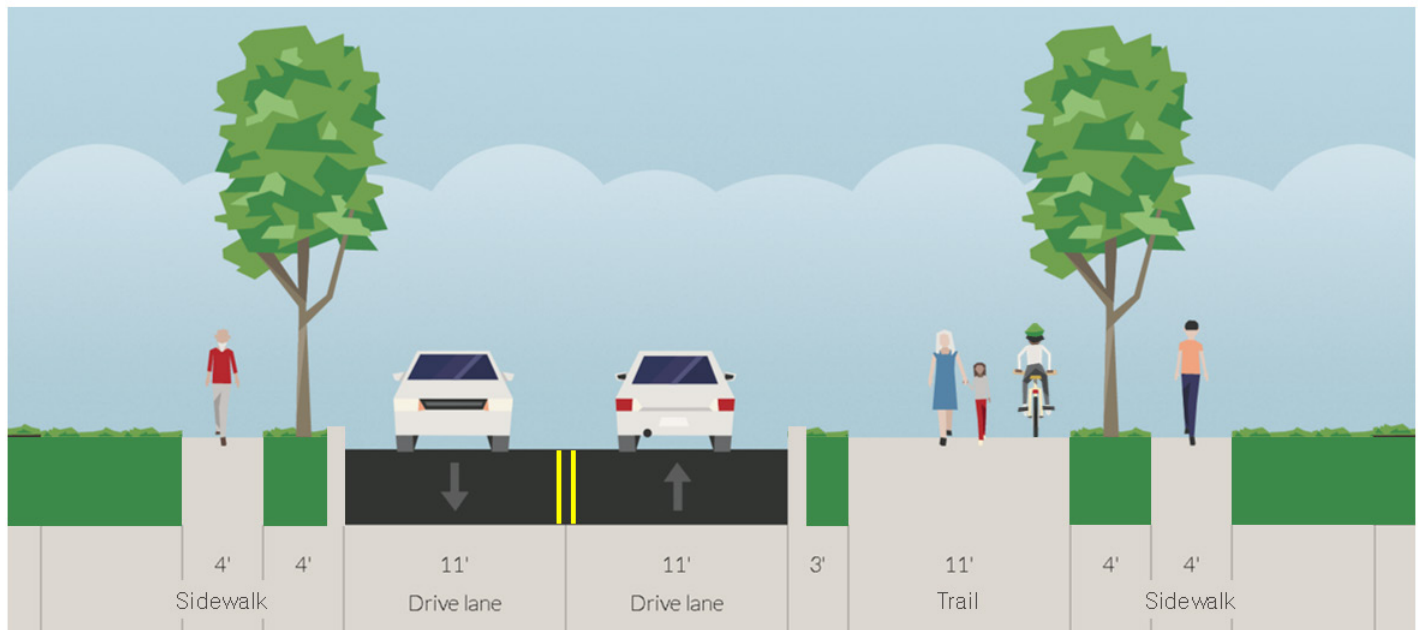 4' 4' 11' 11' 3' 11' 4' 4'
Sidewalk Drive lane Drive lane Trail Sidewalk